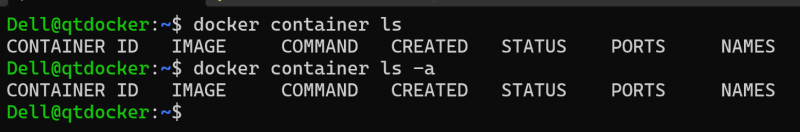 Dell@qtdocker:~$ docker container ls
CONTAINER ID   IMAGE     COMMAND   CREATED   STATUS    PORTS     NAMES
Dell@qtdocker:~$ docker container ls -a
CONTAINER ID   IMAGE     COMMAND   CREATED   STATUS    PORTS     NAMES
Dell@qtdocker:~$